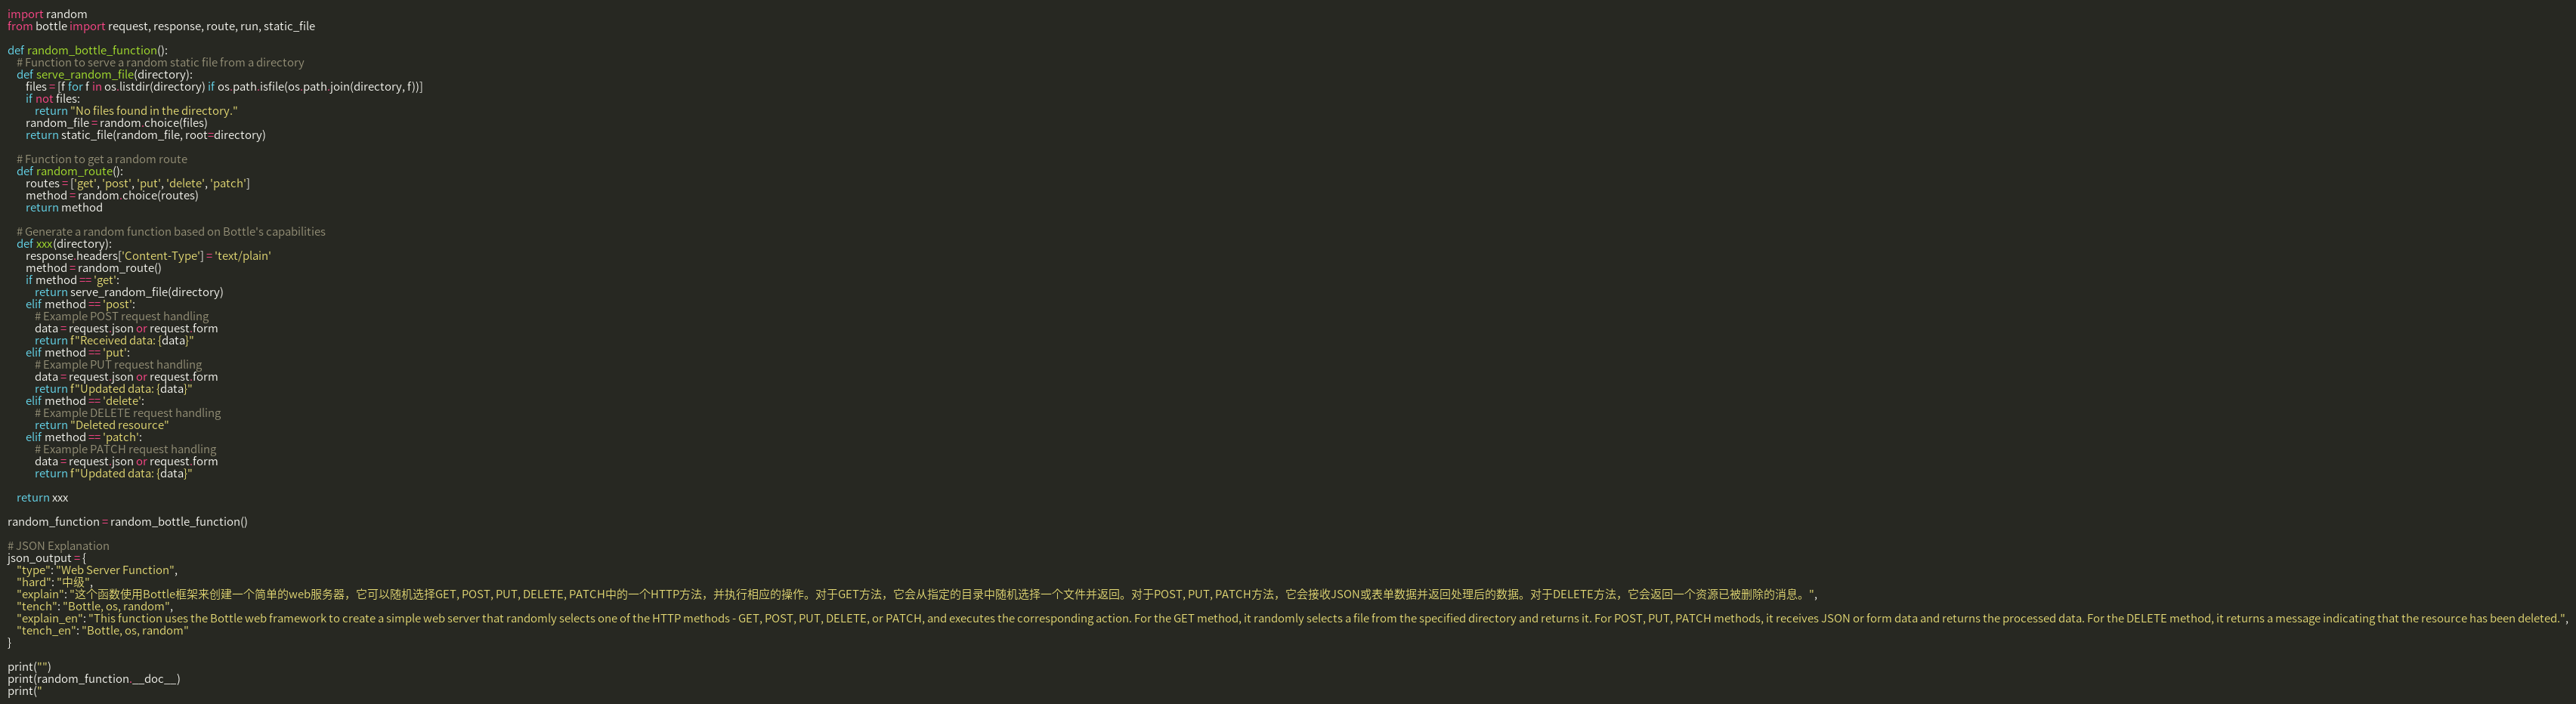 import random
from bottle import request, response, route, run, static_file

def random_bottle_function():
    # Function to serve a random static file from a directory
    def serve_random_file(directory):
        files = [f for f in os.listdir(directory) if os.path.isfile(os.path.join(directory, f))]
        if not files:
            return "No files found in the directory."
        random_file = random.choice(files)
        return static_file(random_file, root=directory)

    # Function to get a random route
    def random_route():
        routes = ['get', 'post', 'put', 'delete', 'patch']
        method = random.choice(routes)
        return method

    # Generate a random function based on Bottle's capabilities
    def xxx(directory):
        response.headers['Content-Type'] = 'text/plain'
        method = random_route()
        if method == 'get':
            return serve_random_file(directory)
        elif method == 'post':
            # Example POST request handling
            data = request.json or request.form
            return f"Received data: {data}"
        elif method == 'put':
            # Example PUT request handling
            data = request.json or request.form
            return f"Updated data: {data}"
        elif method == 'delete':
            # Example DELETE request handling
            return "Deleted resource"
        elif method == 'patch':
            # Example PATCH request handling
            data = request.json or request.form
            return f"Updated data: {data}"

    return xxx

random_function = random_bottle_function()

# JSON Explanation
json_output = {
    "type": "Web Server Function",
    "hard": "中级",
    "explain": "这个函数使用Bottle框架来创建一个简单的web服务器，它可以随机选择GET, POST, PUT, DELETE, PATCH中的一个HTTP方法，并执行相应的操作。对于GET方法，它会从指定的目录中随机选择一个文件并返回。对于POST, PUT, PATCH方法，它会接收JSON或表单数据并返回处理后的数据。对于DELETE方法，它会返回一个资源已被删除的消息。",
    "tench": "Bottle, os, random",
    "explain_en": "This function uses the Bottle web framework to create a simple web server that randomly selects one of the HTTP methods - GET, POST, PUT, DELETE, or PATCH, and executes the corresponding action. For the GET method, it randomly selects a file from the specified directory and returns it. For POST, PUT, PATCH methods, it receives JSON or form data and returns the processed data. For the DELETE method, it returns a message indicating that the resource has been deleted.",
    "tench_en": "Bottle, os, random"
}

print("")
print(random_function.__doc__)
print("